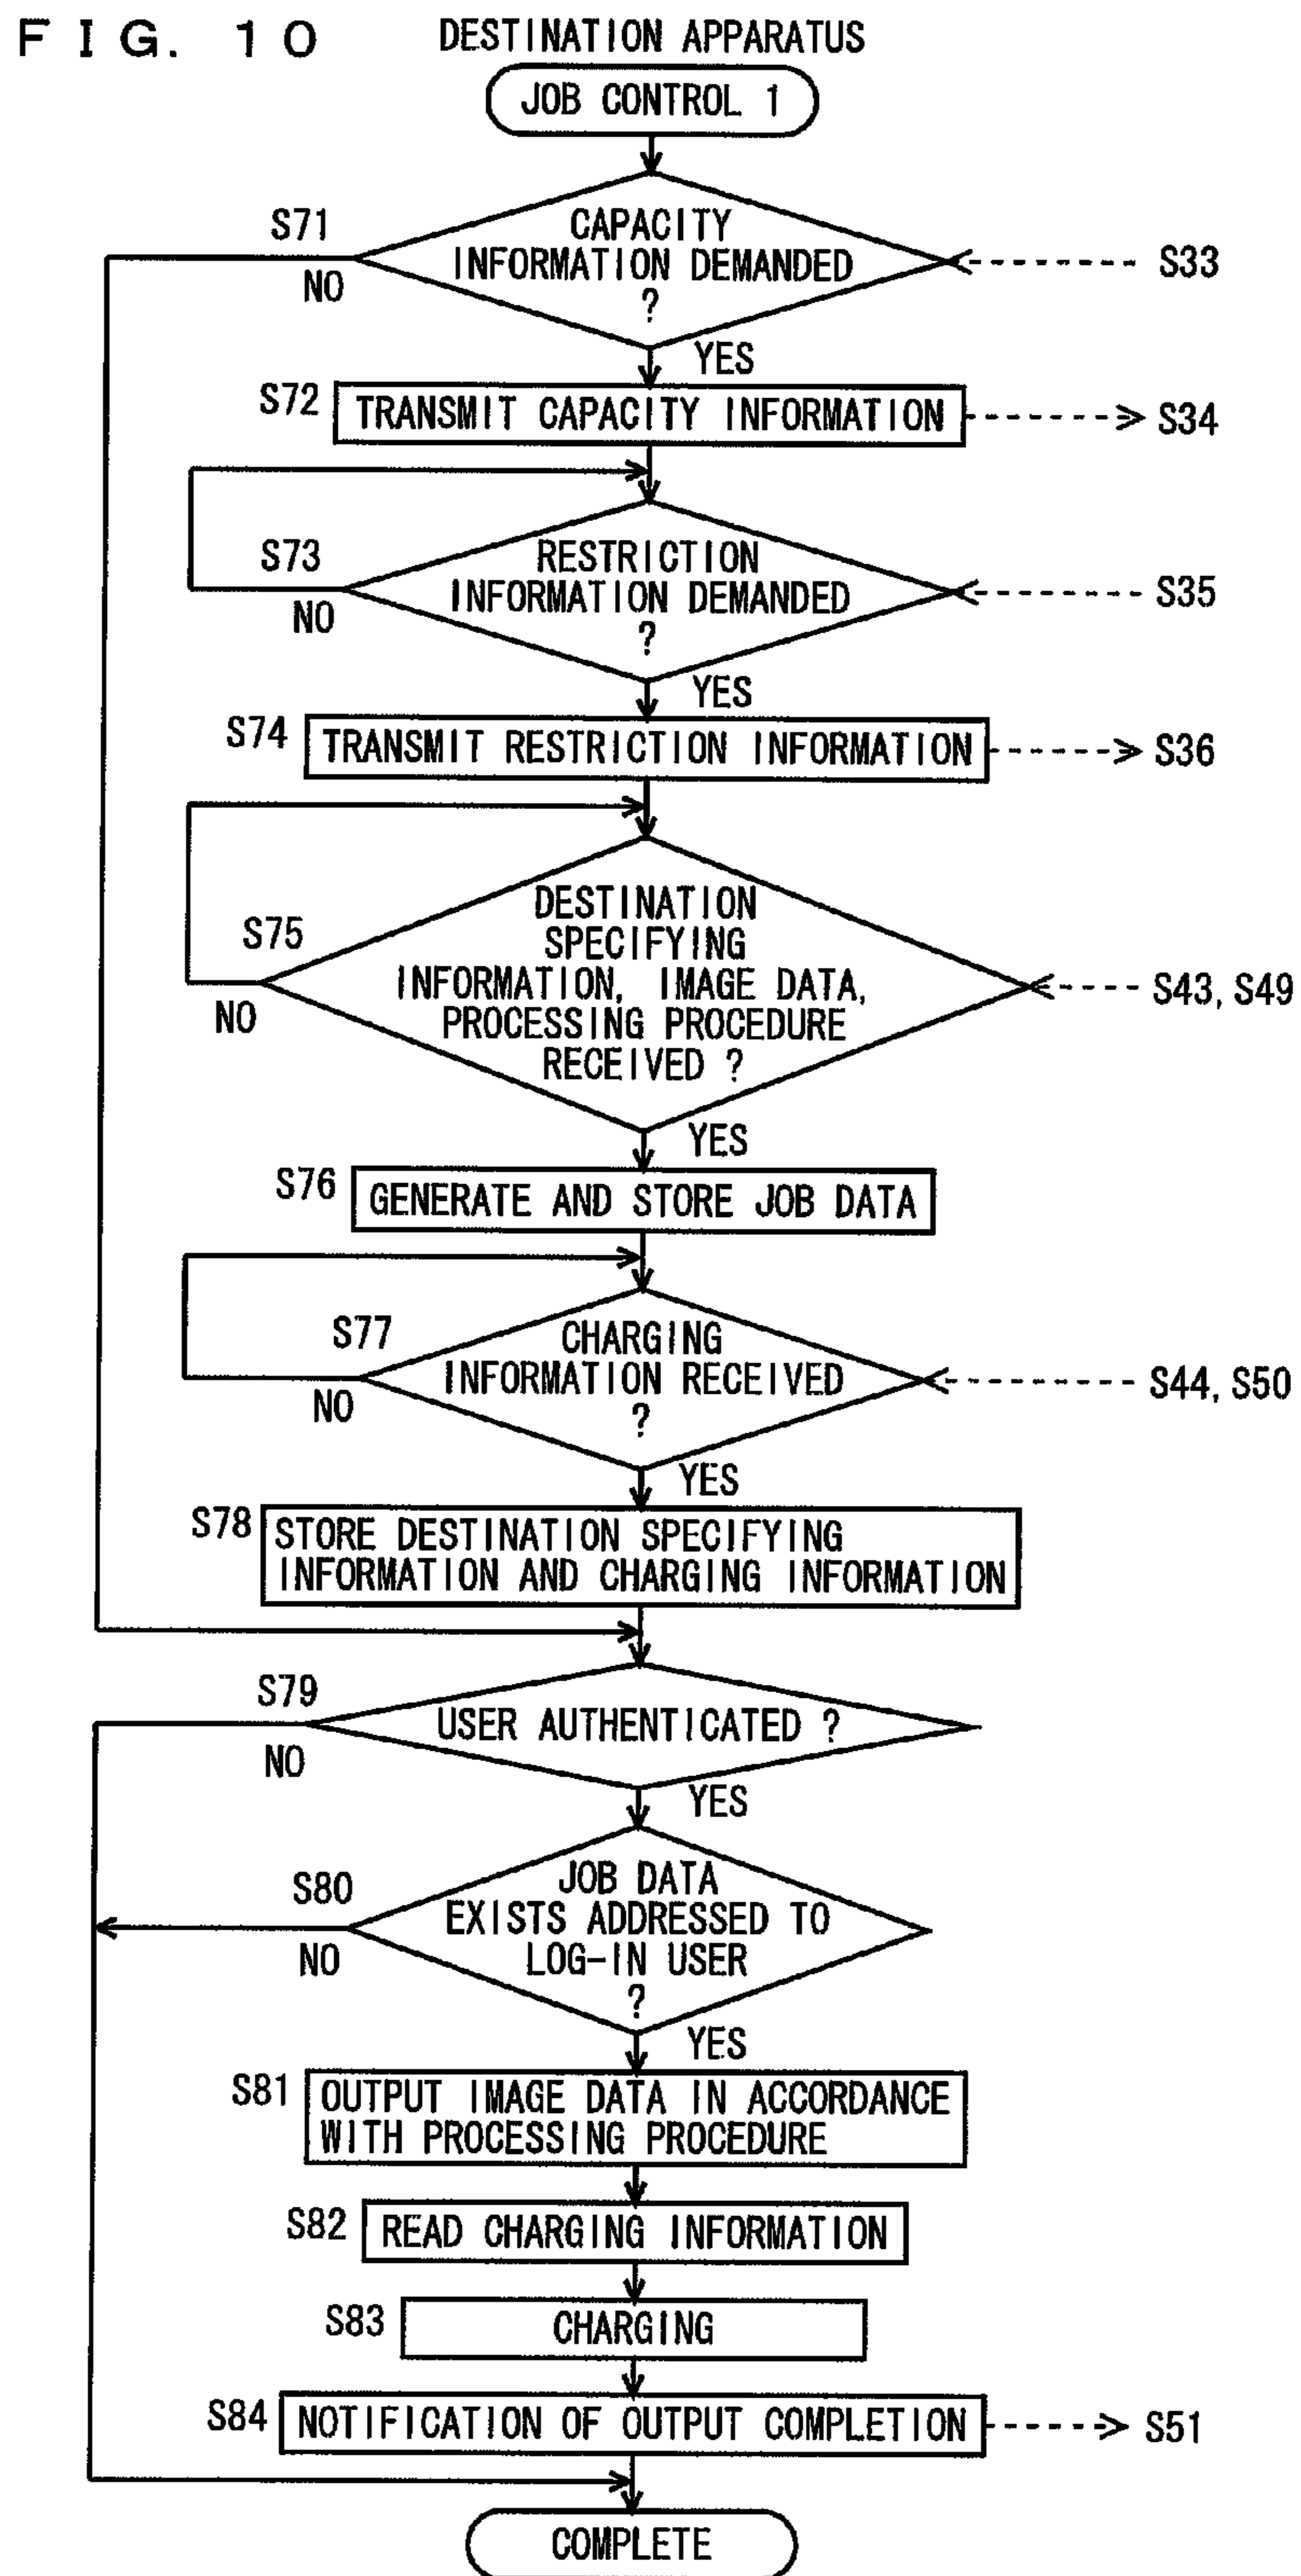 FIG. 10
DESTINATION APPARATUS
JOB CONTROL 1
S71
CAPACITY
INFORMATION DEMANDED
?
NO
S33
YES
S72
TRANSMIT CAPACITY INFORMATION
S34
S73
RESTRICTION
INFORMATION DEMANDED
?
NO
S35
YES
S74
TRANSMIT RESTRICTION INFORMATION
S36
S75
DESTINATION
SPECIFYING
INFORMATION, IMAGE DATA,
PROCESSING PROCEDURE
RECEIVED ?
NO
S43, S49
YES
S76
GENERATE AND STORE JOB DATA
S77
CHARGING
INFORMATION RECEIVED
?
NO
S44, S50
YES
S78
STORE DESTINATION SPECIFYING
INFORMATION AND CHARGING INFORMATION
S79
USER AUTHENTICATED ?
NO
YES
S80
JOB DATA
EXISTS ADDRESSED TO
LOG-IN USER
?
NO
YES
S81
OUTPUT IMAGE DATA IN ACCORDANCE
WITH PROCESSING PROCEDURE
S82
READ CHARGING INFORMATION
S83
CHARGING
S84
NOTIFICATION OF OUTPUT COMPLETION
S51
COMPLETE